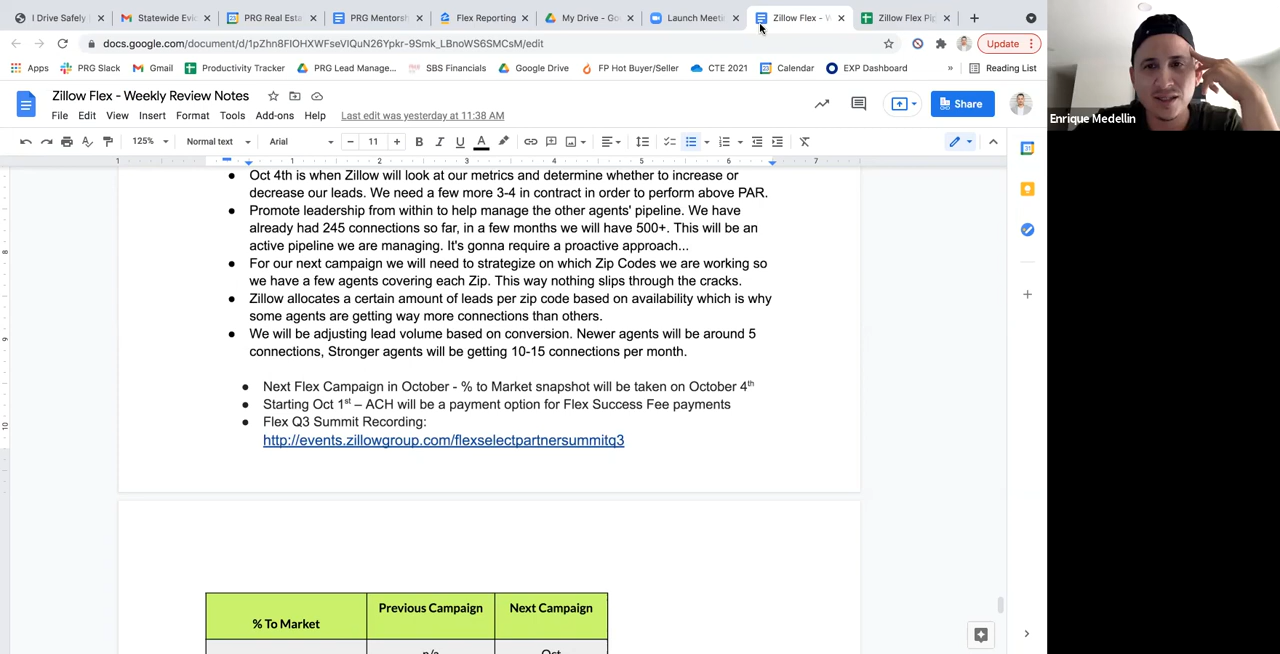 I Drive Safely
Statewide Evi
PRG Real Esta
PRG Mentorsh
Flex Reporting
My Drive - Go
Launch Meeti
Zillow Flex - W
Zillow Flex Pip
docs.google.com/document/d/1pZhn8FIOHXWFseVIQuN26Ypkr-9Smk_LBnoWS6SMCsM/edit
Update
Apps
PRG Slack
Gmail
Productivity Tracker
PRG Lead Manage...
SBS Financials
Google Drive
FP Hot Buyer/Seller
CTE 2021
Calendar
EXP Dashboard
»
Reading List
Zillow Flex - Weekly Review Notes
File Edit View Insert Format Tools Add-ons Help Last edit was yesterday at 11:38 AM
Share
125% Normal text Arial − 11 + B I U A
1 1 2 3 4 5 6 7
● Oct 4th is when Zillow will look at our metrics and determine whether to increase or
decrease our leads. We need a few more 3-4 in contract in order to perform above PAR.
● Promote leadership from within to help manage the other agents' pipeline. We have
already had 245 connections so far, in a few months we will have 500+. This will be an
active pipeline we are managing. It's gonna require a proactive approach...
● For our next campaign we will need to strategize on which Zip Codes we are working so
we have a few agents covering each Zip. This way nothing slips through the cracks.
● Zillow allocates a certain amount of leads per zip code based on availability which is why
some agents are getting way more connections than others.
● We will be adjusting lead volume based on conversion. Newer agents will be around 5
connections, Stronger agents will be getting 10-15 connections per month.
● Next Flex Campaign in October - % to Market snapshot will be taken on October 4th
● Starting Oct 1st – ACH will be a payment option for Flex Success Fee payments
● Flex Q3 Summit Recording:
http://events.zillowgroup.com/flexselectpartnersummitq3
8
9
10
% To Market
Previous Campaign
Next Campaign
n/a
Oct
Enrique Medellin